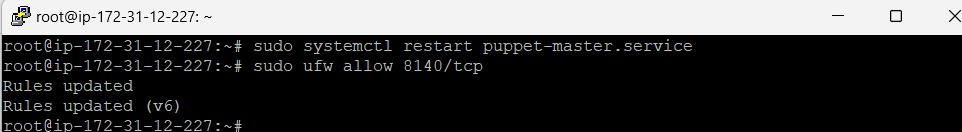 root@ip-172-31-12-227: ~
root@ip-172-31-12-227:~# sudo systemctl restart puppet-master.service
root@ip-172-31-12-227:~# sudo ufw allow 8140/tcp
Rules updated
Rules updated (v6)
root@ip-172-31-12-227:~#